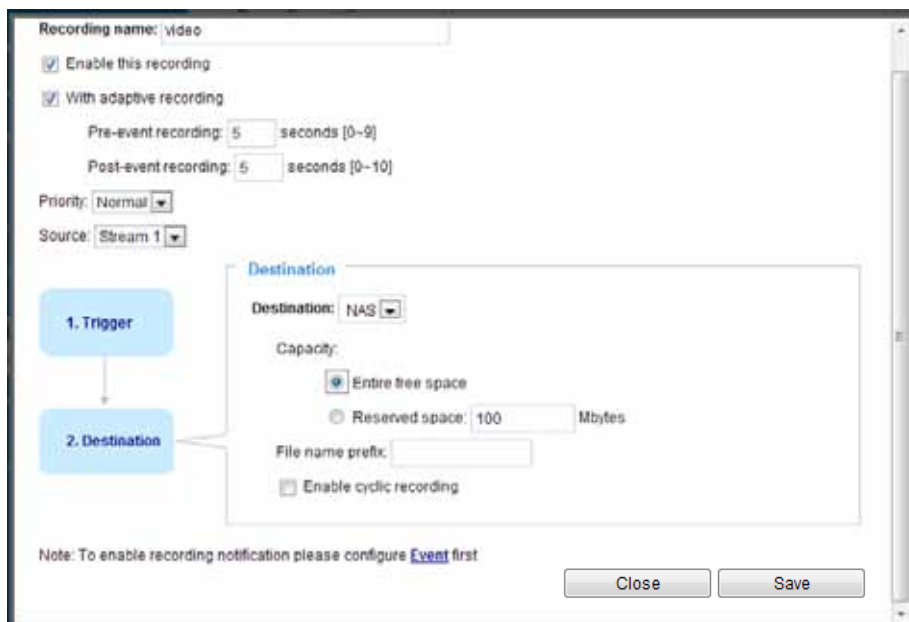 Recording name: video
Enable this recording
With adaptive recording
Pre-event recording: 5 seconds [0~9]
Post-event recording: 5 seconds [0~10]
Priority: Normal
Source: Stream 1
1. Trigger
2. Destination
Destination
Destination: NAS
Capacity:
Entire free space
Reserved space: 100 Mbytes
File name prefix:
Enable cyclic recording
Note: To enable recording notification please configure Event first
Close Save